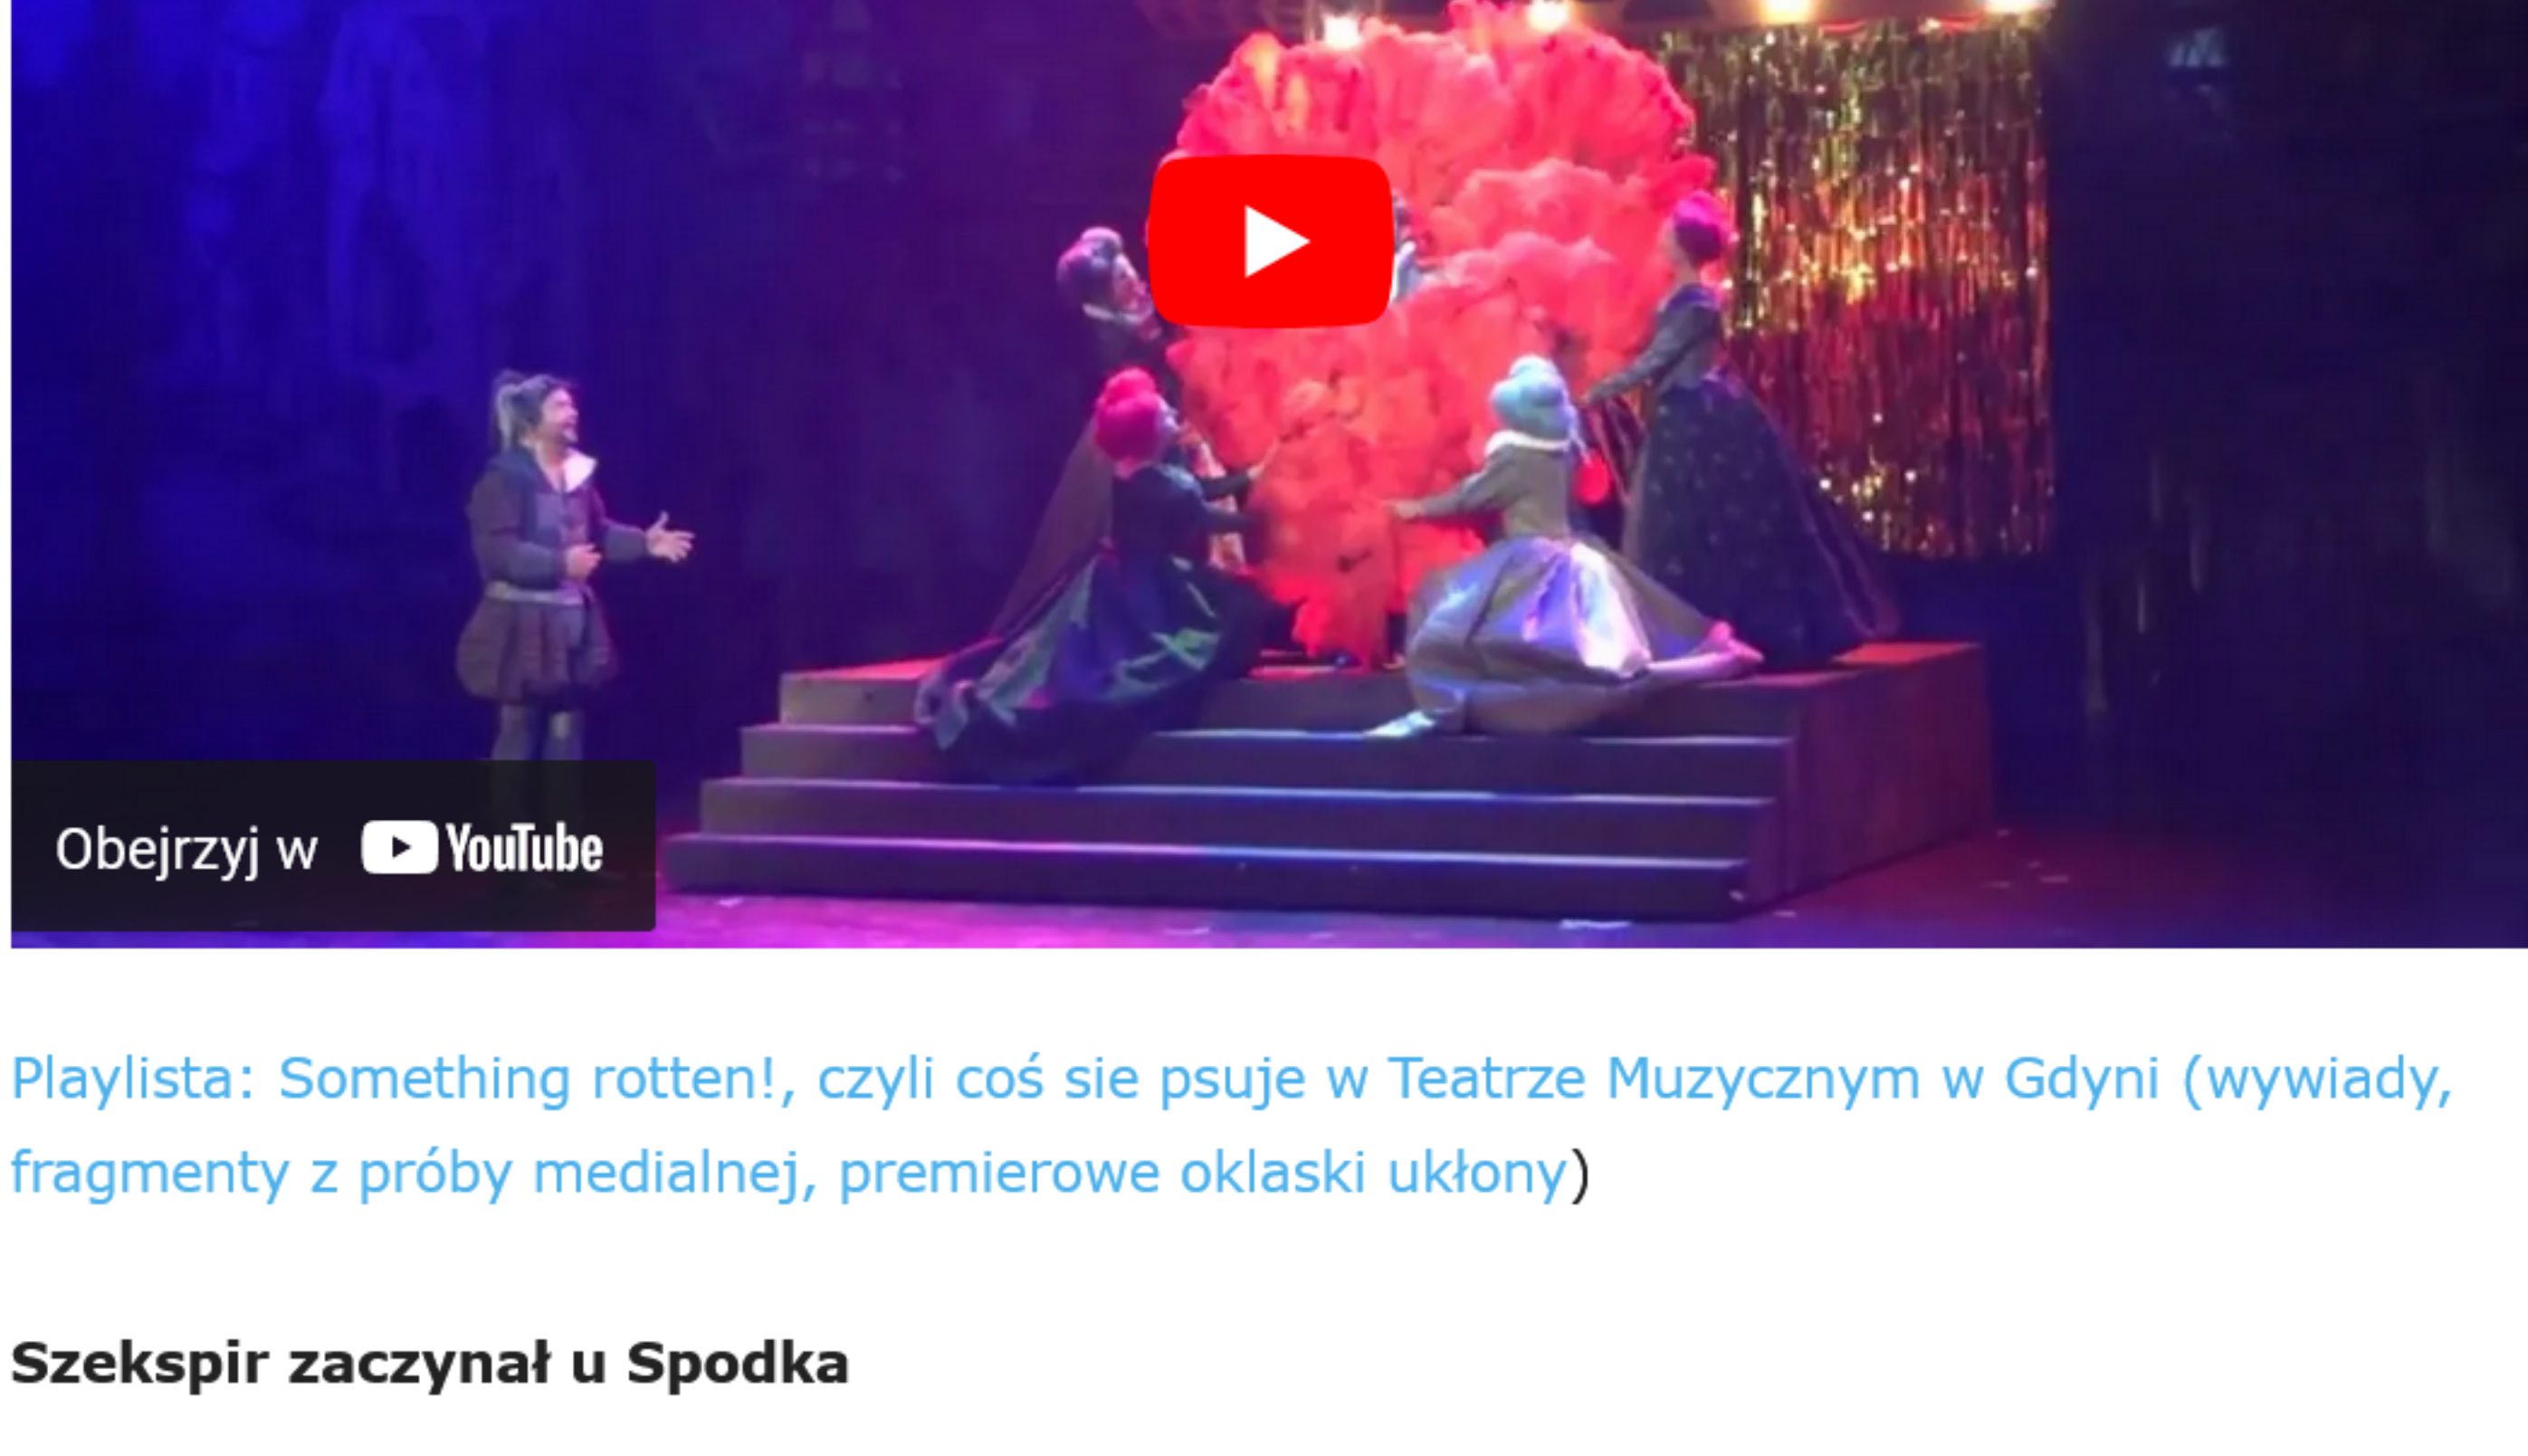 Obejrzyj w YouTube
Playlista: Something rotten!, czyli coś sie psuje w Teatrze Muzycznym w Gdyni (wywiady,
fragmenty z próby medialnej, premierowe oklaski ukłony)
Szekspir zaczynał u Spodka